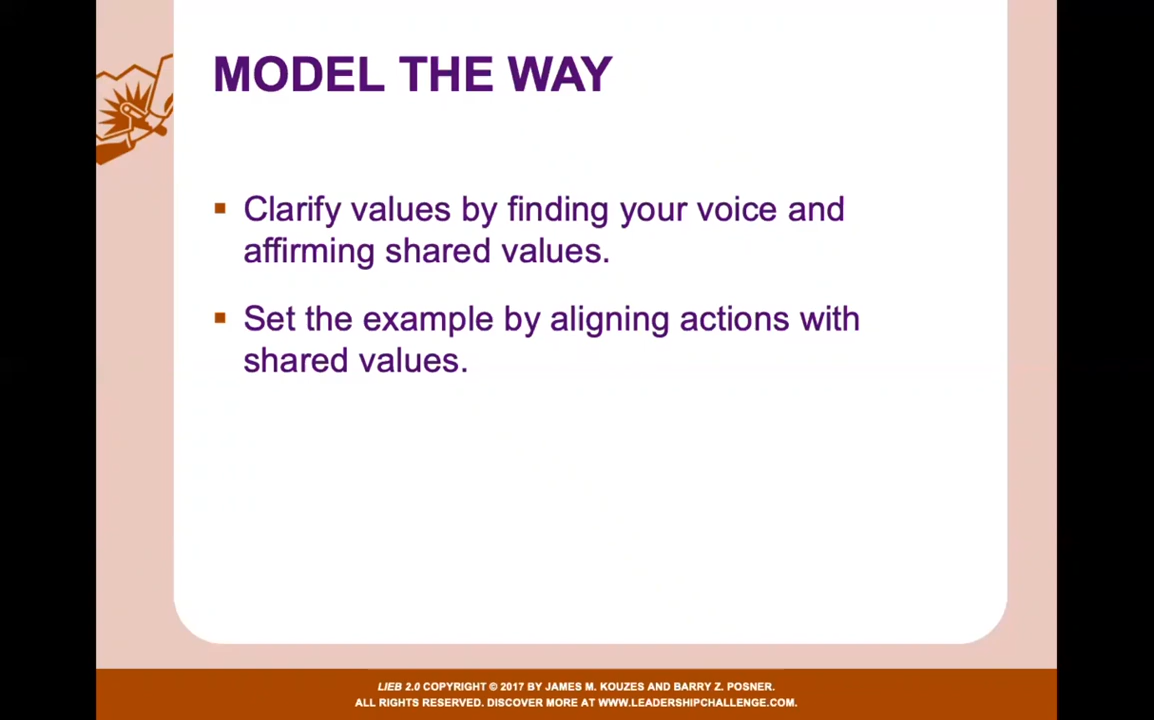 MODEL THE WAY
▪ Clarify values by finding your voice and
affirming shared values.
▪ Set the example by aligning actions with
shared values.
LIEB 2.0 COPYRIGHT © 2017 BY JAMES M. KOUZES AND BARRY Z. POSNER.
ALL RIGHTS RESERVED. DISCOVER MORE AT WWW.LEADERSHIPCHALLENGE.COM.